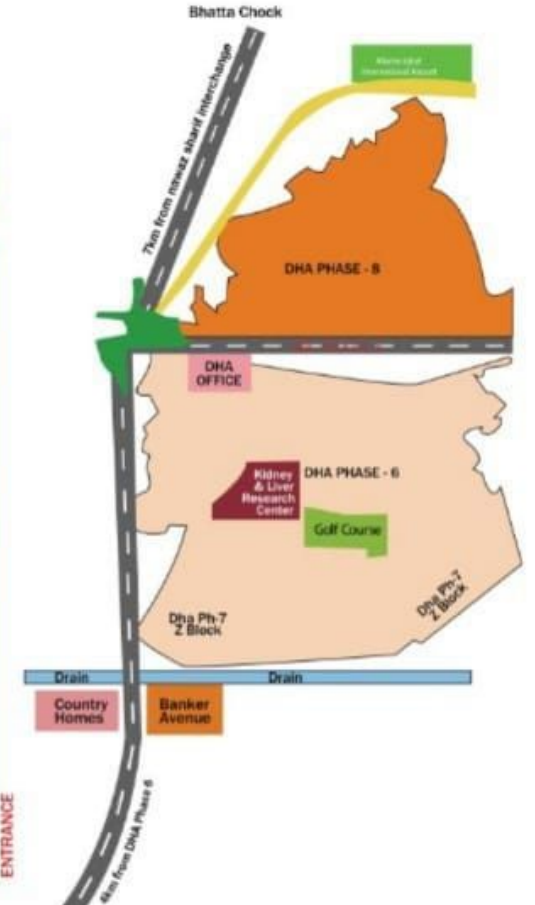 Bhatta Chock
7km from nawaz sharif interchange
International Airport
DHA PHASE - 8
DHA
OFFICE
Kidney
& Liver
Research
Center
DHA PHASE - 6
Golf Course
Dha Ph-7
Z Block
Dha Ph-7
Z Block
Drain
Drain
Country
Homes
Banker
Avenue
4km from DHA Phase 6
ENTRANCE